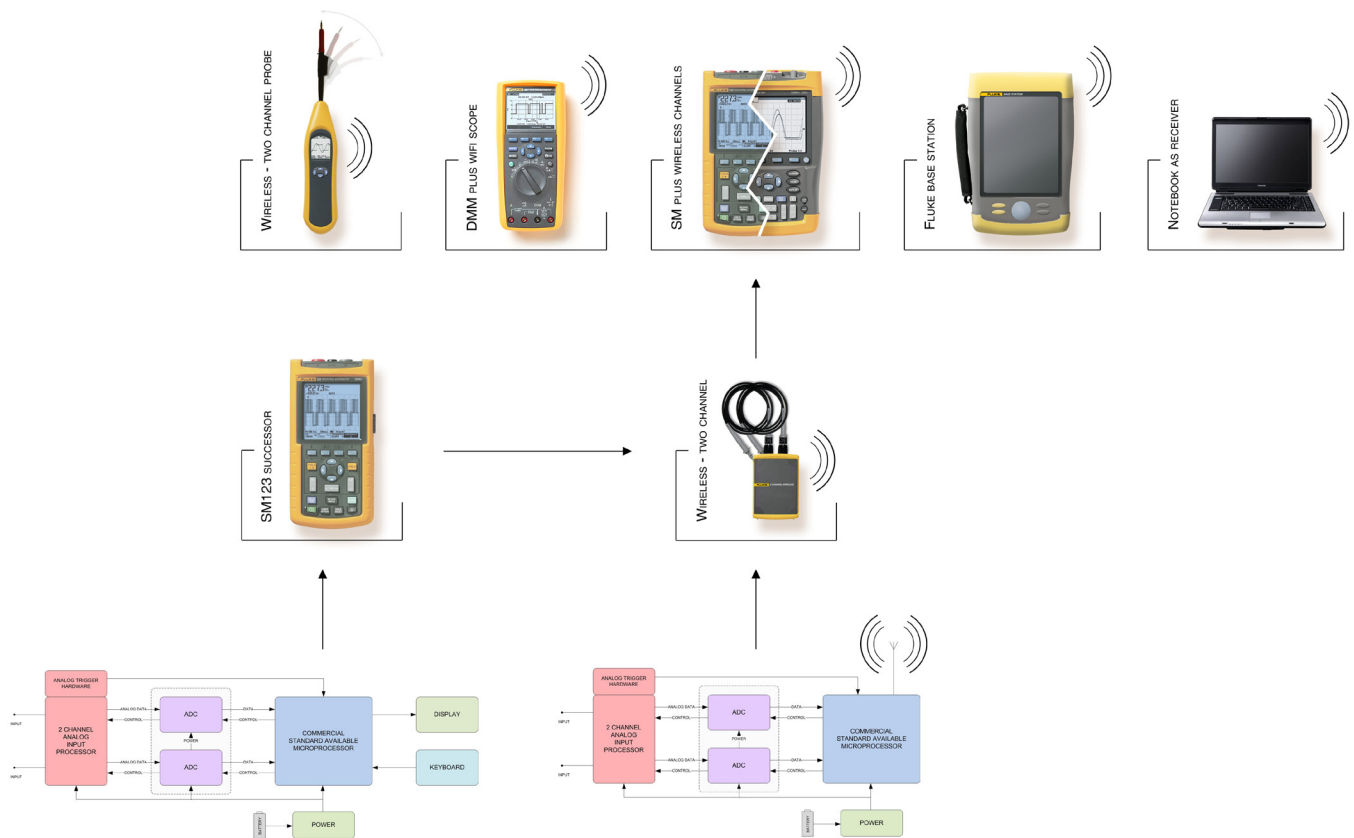 WIRELESS - TWO CHANNEL PROBE
DMM PLUS WIFI SCOPE
SM PLUS WIRELESS CHANNELS
FLUKE BASE STATION
NOTEBOOK AS RECEIVER
SM123 SUCCESSOR
WIRELESS - TWO CHANNEL
ANALOG TRIGGER
HARDWARE
INPUT
INPUT
2 CHANNEL
ANALOG
INPUT
PROCESSOR
ANALOG DATA
CONTROL
ADC
DATA
CONTROL
POWER
ANALOG DATA
CONTROL
ADC
DATA
CONTROL
COMMERCIAL
STANDARD AVAILABLE
MICROPROCESSOR
DISPLAY
KEYBOARD
BATTERY
POWER
ANALOG TRIGGER
HARDWARE
INPUT
INPUT
2 CHANNEL
ANALOG
INPUT
PROCESSOR
ANALOG DATA
CONTROL
ADC
DATA
CONTROL
POWER
ANALOG DATA
CONTROL
ADC
DATA
CONTROL
COMMERCIAL
STANDARD AVAILABLE
MICROPROCESSOR
BATTERY
POWER